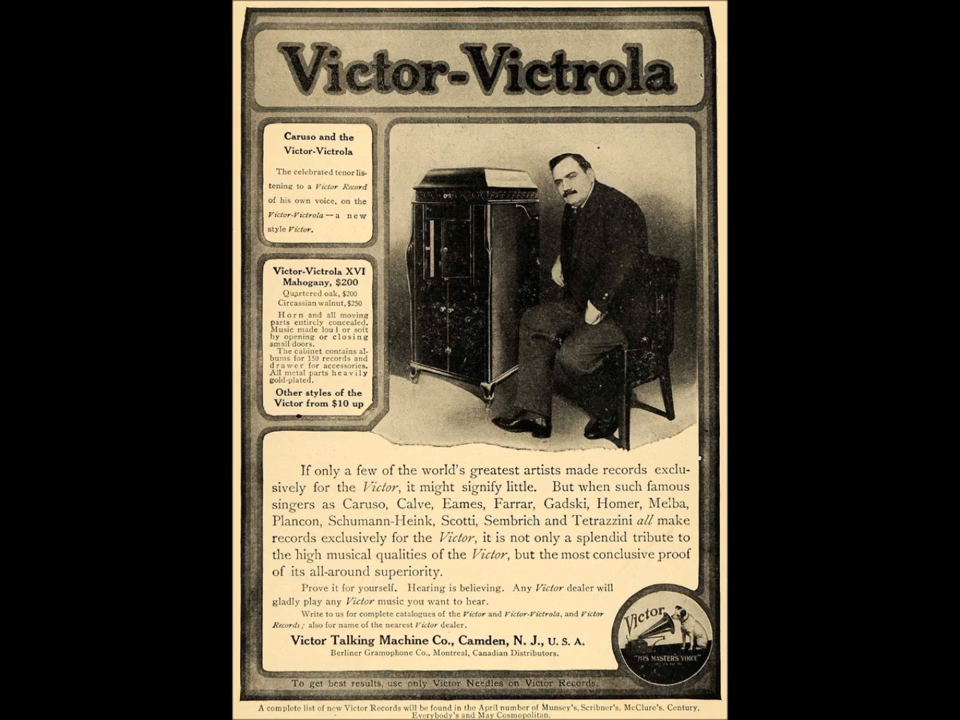 Victor-Victrola
Caruso and the
Victor-Victrola
The celebrated tenor lis-
tening to a Victor Record
of his own voice, on the
Victor-Victrola — a new
style Victor.
Victor-Victrola XVI
Mahogany, $200
Quartered oak, $200
Circassian walnut, $250
Horn and all moving
parts entirely concealed.
Music made loud or soft
by opening or closing
small doors.
The cabinet contains al-
bums for 150 records and
drawer for accessories.
All metal parts heavily
gold-plated.
Other styles of the
Victor from $10 up
If only a few of the world's greatest artists made records exclu-
sively for the Victor, it might signify little. But when such famous
singers as Caruso, Calve, Eames, Farrar, Gadski, Homer, Melba,
Plancon, Schumann-Heink, Scotti, Sembrich and Tetrazzini all make
records exclusively for the Victor, it is not only a splendid tribute to
the high musical qualities of the Victor, but the most conclusive proof
of its all-around superiority.
Prove it for yourself. Hearing is believing. Any Victor dealer will
gladly play any Victor music you want to hear.
Write to us for complete catalogues of the Victor and Victor-Victrola, and Victor
Records; also for name of the nearest Victor dealer.
Victor Talking Machine Co., Camden, N. J., U. S. A.
Berliner Gramophone Co., Montreal, Canadian Distributors.
Victor
"HIS MASTER'S VOICE"
To get best results, use only Victor Needles on Victor Records.
A complete list of new Victor Records will be found in the April number of Munsey's, Scribner's, McClure's, Century,
Everybody's and May Cosmopolitan.